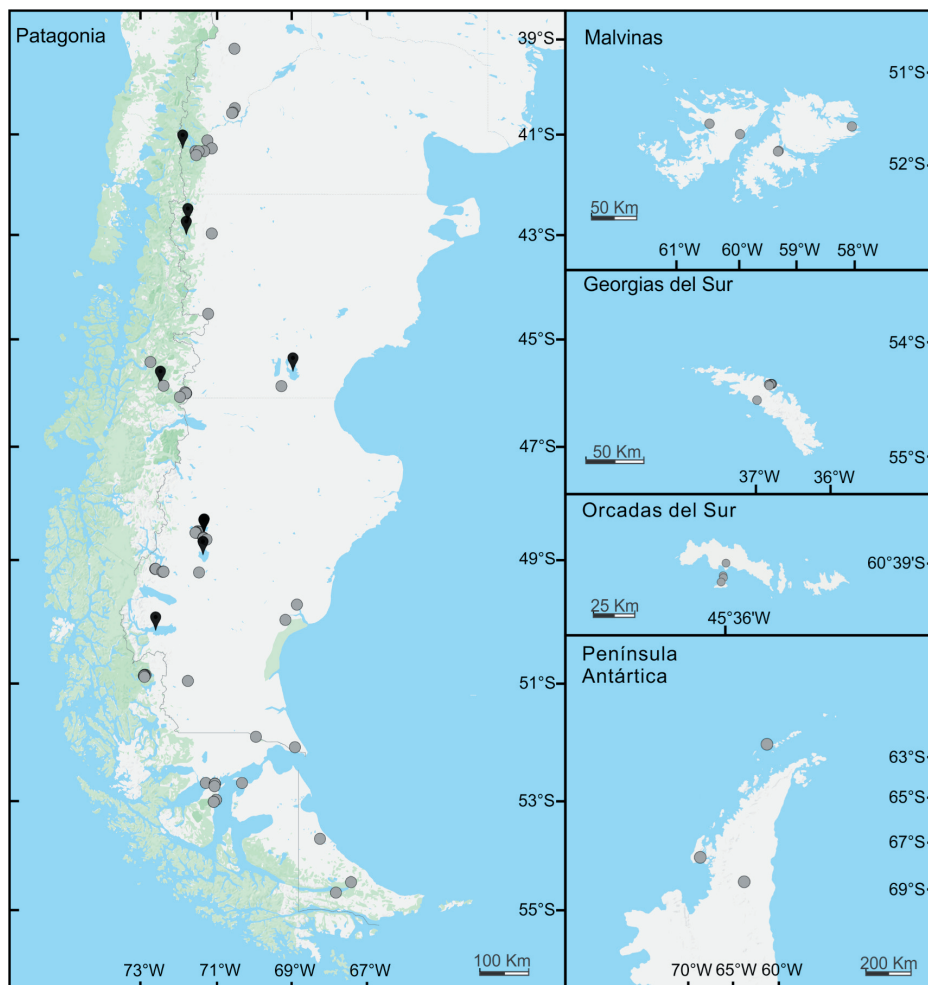 Patagonia
39°S
41°S
43°S
45°S
47°S
49°S
51°S
53°S
55°S
73°W 71°W 69°W 67°W
100 Km
Malvinas
51°S
52°S
50 Km
61°W 60°W 59°W 58°W
Georgias del Sur
54°S
55°S
50 Km
37°W 36°W
Orcadas del Sur
60°39'S
25 Km
45°36'W
Península
Antártica
63°S
65°S
67°S
69°S
70°W 65°W 60°W
200 Km